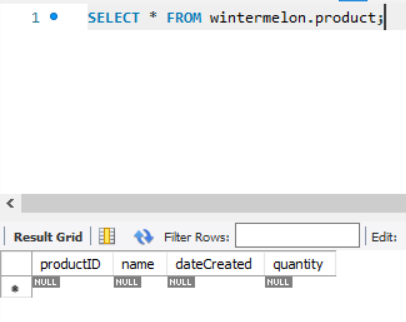 1 SELECT * FROM wintermelon.product;
Result Grid Filter Rows: Edit:
productID name dateCreated quantity
NULL NULL NULL NULL